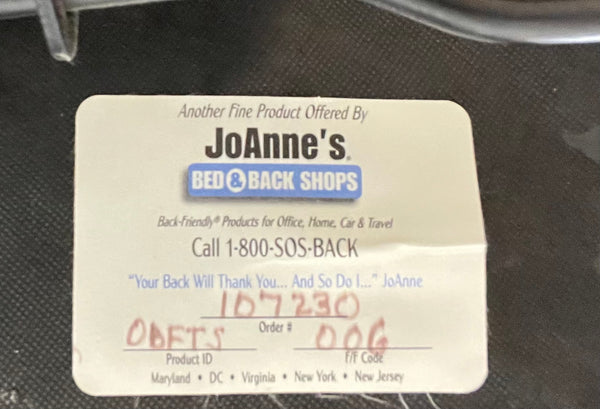 Another Fine Product Offered By
JoAnne's®
BED & BACK SHOPS
Back-Friendly® Products for Office, Home, Car & Travel
Call 1-800-SOS-BACK
"Your Back Will Thank You... And So Do I..." JoAnne
107230
Order #
OBFTS 006
Product ID F/F Code
Maryland • DC • Virginia • New York • New Jersey